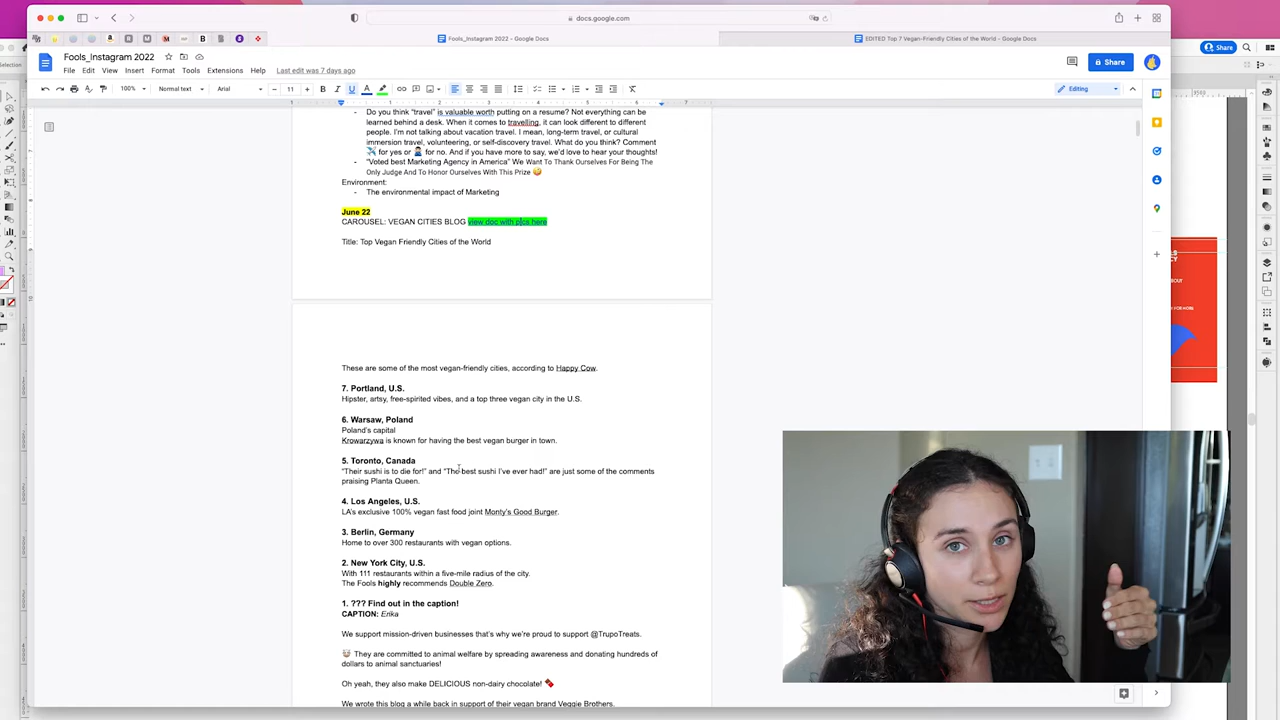 docs.google.com
Fools_Instagram 2022 - Google Docs
EDITED Top 7 Vegan-Friendly Cities of the World - Google Docs
Fools_Instagram 2022
File Edit View Insert Format Tools Extensions Help Last edit was 7 days ago
Share
Share
100% Normal text Arial 11 Editing
- Do you think "travel" is valuable worth putting on a resume? Not everything can be
learned behind a desk. When it comes to travelling, it can look different to different
people. I'm not talking about vacation travel. I mean, long-term travel, or cultural
immersion travel, volunteering, or self-discovery travel. What do you think? Comment
✈️ for yes or 🙅 for no. And if you have more to say, we'd love to hear your thoughts!
- "Voted best Marketing Agency in America" We Want To Thank Ourselves For Being The
Only Judge And To Honor Ourselves With This Prize 😜
Environment:
- The environmental impact of Marketing
June 22
CAROUSEL: VEGAN CITIES BLOG view doc with pics here
Title: Top Vegan Friendly Cities of the World
These are some of the most vegan-friendly cities, according to Happy Cow.
7. Portland, U.S.
Hipster, artsy, free-spirited vibes, and a top three vegan city in the U.S.
6. Warsaw, Poland
Poland's capital
Krowarzywa is known for having the best vegan burger in town.
5. Toronto, Canada
"Their sushi is to die for!" and "The best sushi I've ever had!" are just some of the comments
praising Planta Queen.
4. Los Angeles, U.S.
LA's exclusive 100% vegan fast food joint Monty's Good Burger.
3. Berlin, Germany
Home to over 300 restaurants with vegan options.
2. New York City, U.S.
With 111 restaurants within a five-mile radius of the city.
The Fools highly recommends Double Zero.
1. ??? Find out in the caption!
CAPTION: Erika
We support mission-driven businesses that's why we're proud to support @TrupoTreats.
🐮 They are committed to animal welfare by spreading awareness and donating hundreds of
dollars to animal sanctuaries!
Oh yeah, they also make DELICIOUS non-dairy chocolate! 🍫
We wrote this blog a while back in support of their vegan brand Veggie Brothers.